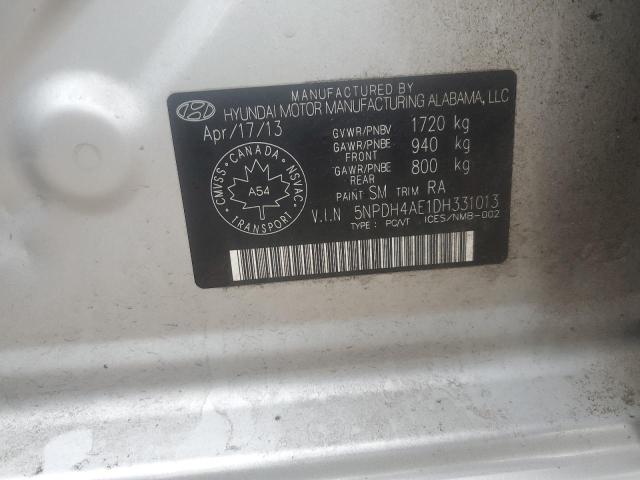 MANUFACTURED BY
HYUNDAI MOTOR MANUFACTURING ALABAMA, LLC
Apr/17/13
GVWR/PNBV 1720 kg
GAWR/PNBE FRONT 940 kg
GAWR/PNBE REAR 800 kg
PAINT SM TRIM RA
V.I.N 5NPDH4AE1DH331013
TYPE : PC/VT ICES/NMB-002
CMVSS · CANADA · NSVAC
A54
TRANSPORT